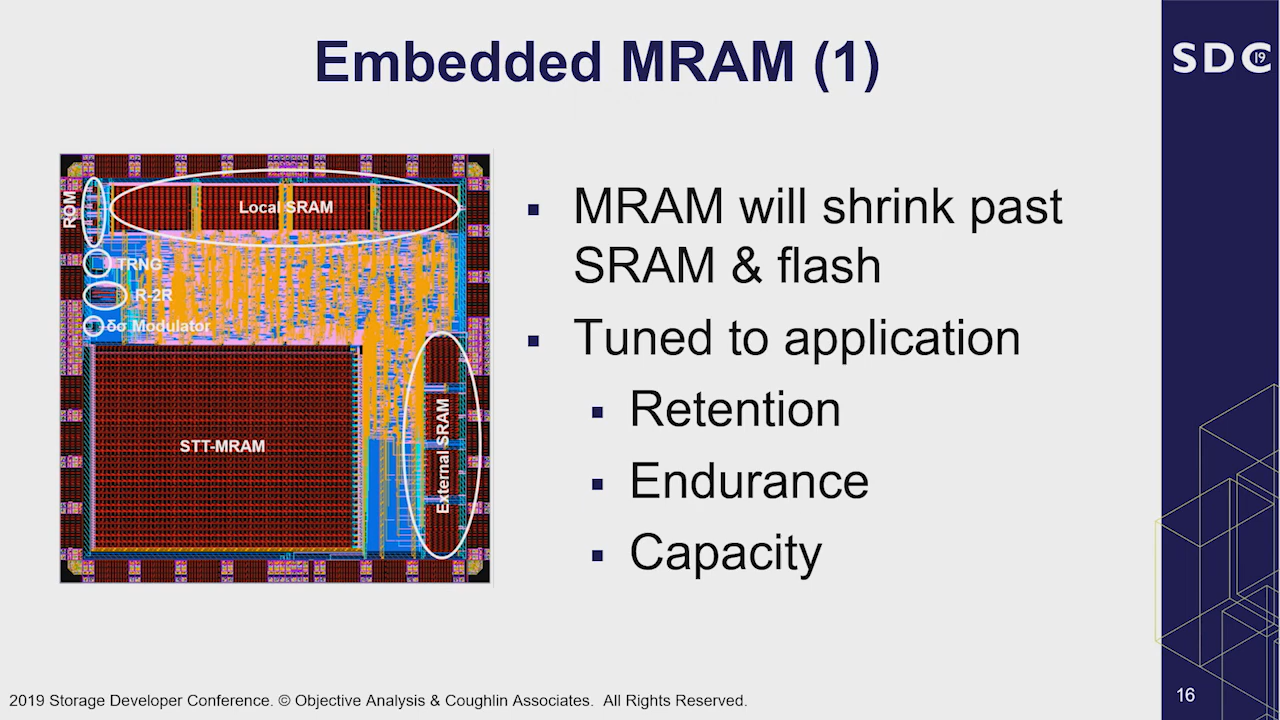 Embedded MRAM (1)
SDC 19
ROM
Local SRAM
TRNG
R-2R
δσ Modulator
STT-MRAM
External SRAM
▪ MRAM will shrink past
SRAM & flash
▪ Tuned to application
▪ Retention
▪ Endurance
▪ Capacity
2019 Storage Developer Conference. © Objective Analysis & Coughlin Associates. All Rights Reserved.
16